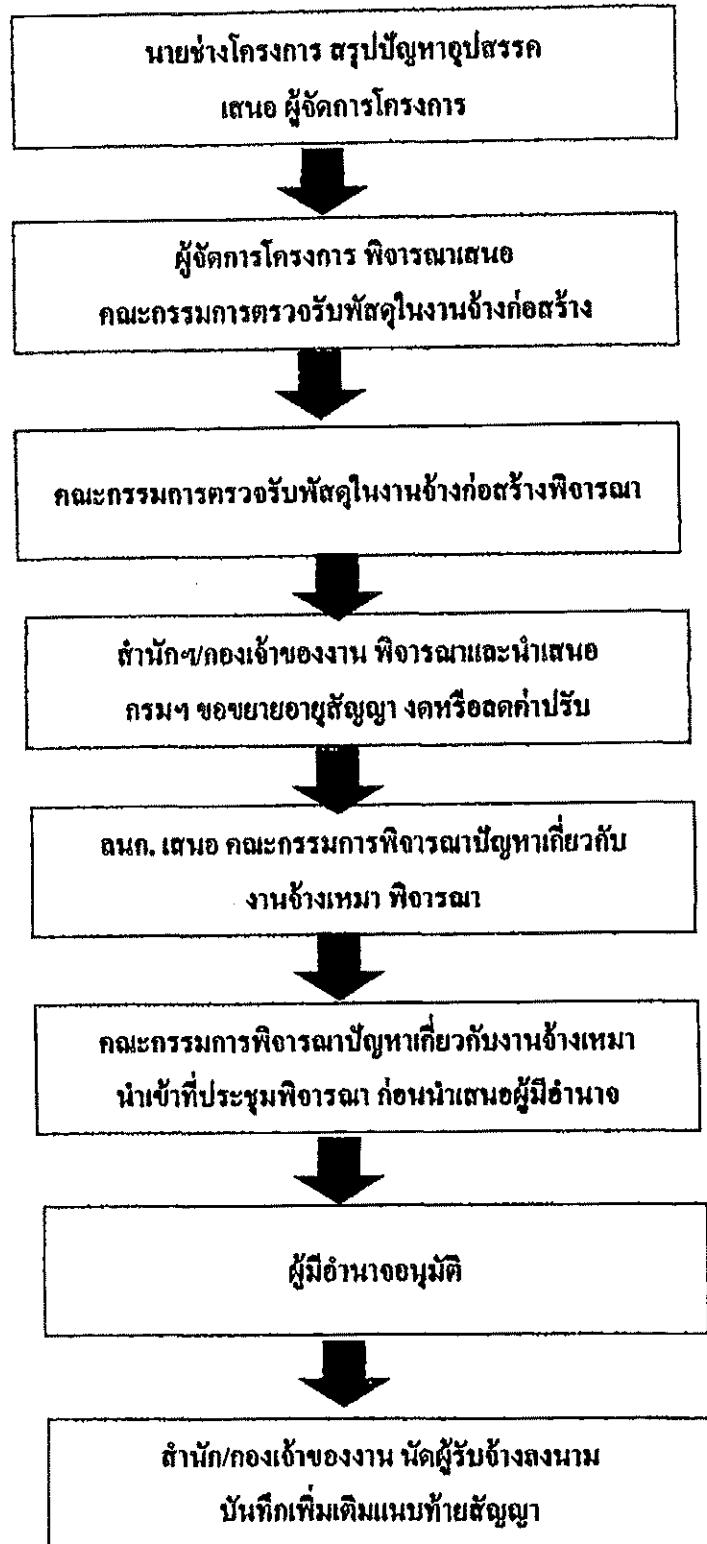 นายช่างโครงการ สรุปปัญหาอุปสรรค
เสนอ ผู้จัดการโครงการ
ผู้จัดการโครงการ พิจารณาเสนอ
คณะกรรมการตรวจรับพัสดุในงานจ้างก่อสร้าง
คณะกรรมการตรวจรับพัสดุในงานจ้างก่อสร้างพิจารณา
สำนักฯ/กองเจ้าของงาน พิจารณาและนำเสนอ
กรมฯ ขอขยายอายุสัญญา งดหรือลดค่าปรับ
ลนก. เสนอ คณะกรรมการพิจารณาปัญหาเกี่ยวกับ
งานจ้างเหมา พิจารณา
คณะกรรมการพิจารณาปัญหาเกี่ยวกับงานจ้างเหมา
นำเข้าที่ประชุมพิจารณา ก่อนนำเสนอผู้มีอำนาจ
ผู้มีอำนาจอนุมัติ
สำนัก/กองเจ้าของงาน นัดผู้รับจ้างลงนาม
บันทึกเพิ่มเติมแนบท้ายสัญญา